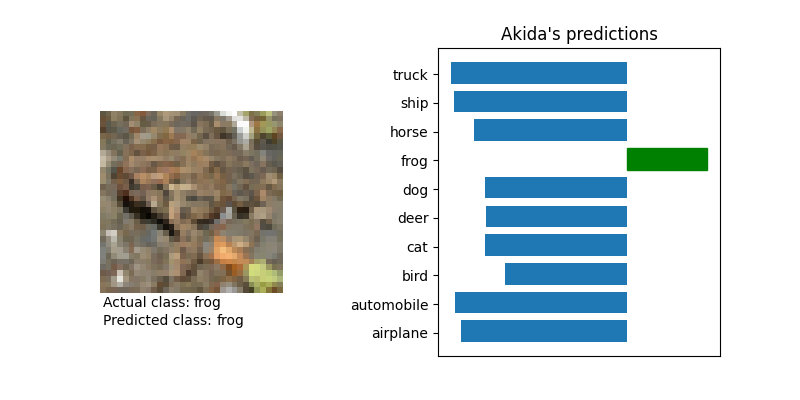 Akida's predictions
truck
ship
horse
frog
dog
deer
cat
bird
automobile
airplane
Actual class: frog
Predicted class: frog